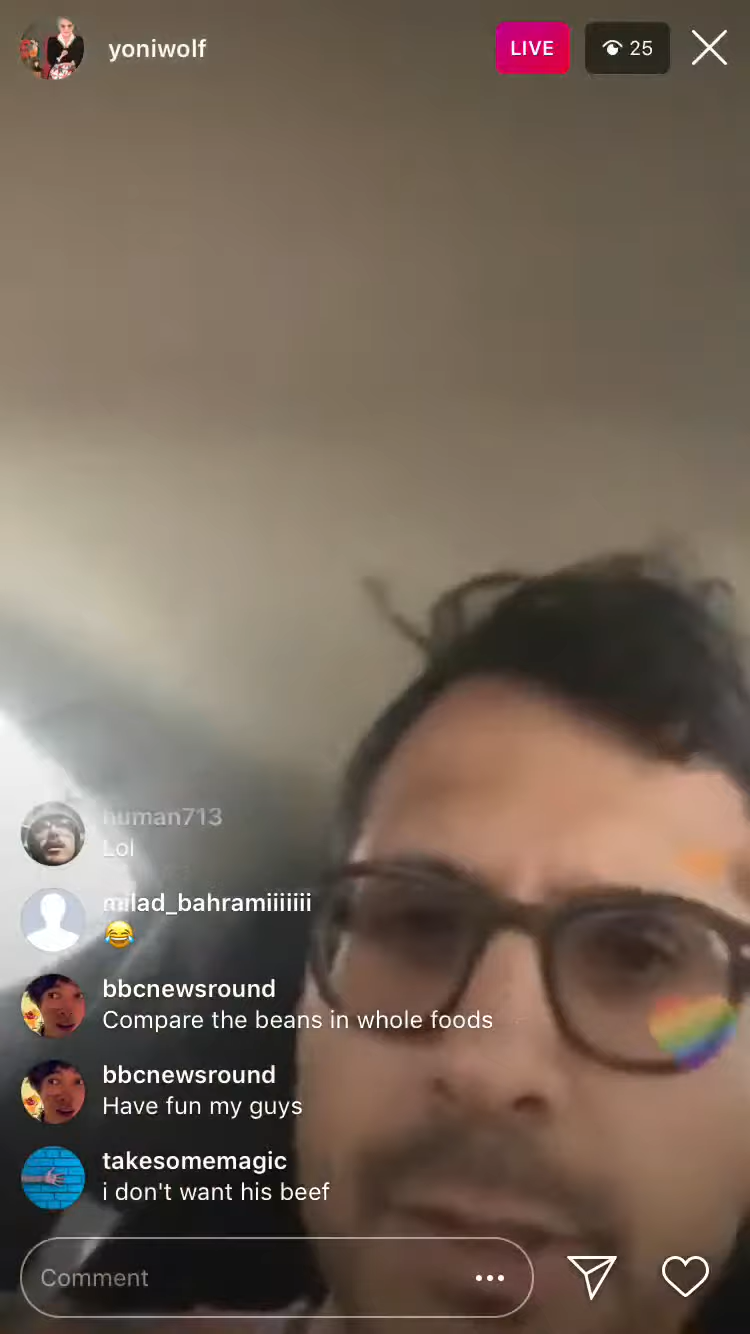 yoniwolf
LIVE
25
human713
Lol
milad_bahramiiiiiii
😂
bbcnewsround
Compare the beans in whole foods
bbcnewsround
Have fun my guys
takesomemagic
i don't want his beef
Comment